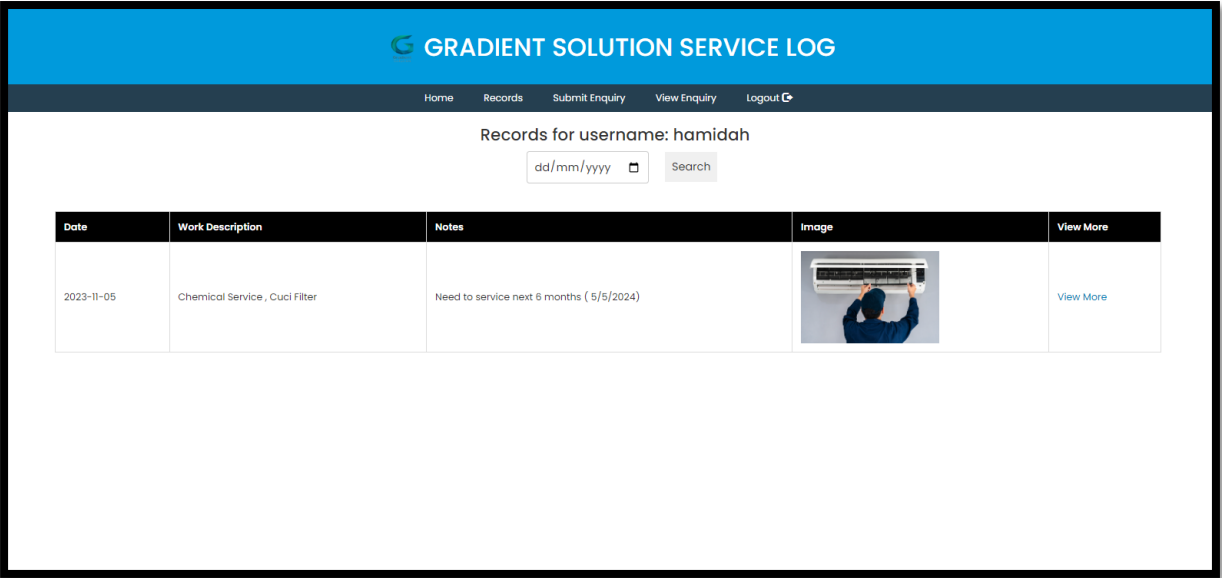 GRADIENT SOLUTION SERVICE LOG
Home Records Submit Enquiry View Enquiry Logout
Records for username: hamidah
dd/mm/yyyy Search
Date Work Description Notes Image View More
2023-11-05 Chemical Service , Cuci Filter Need to service next 6 months ( 5/5/2024) View More